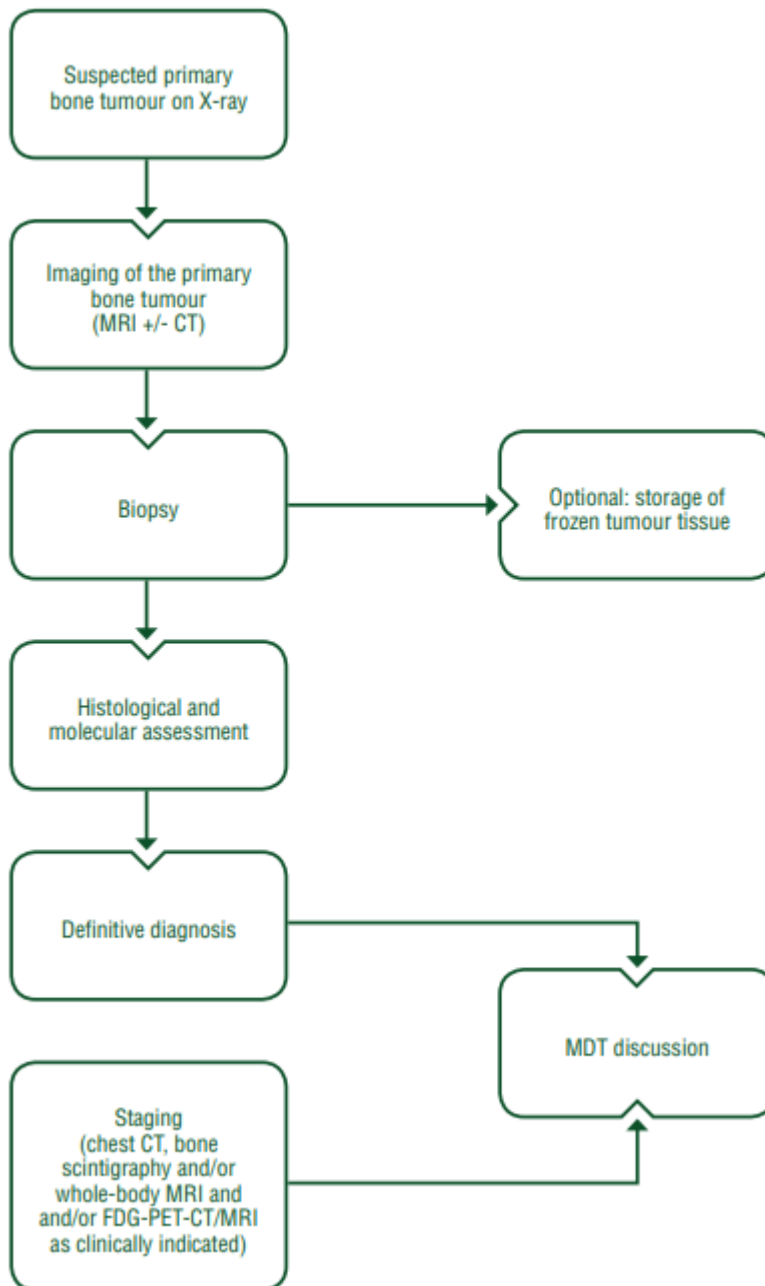 Suspected primary
bone tumour on X-ray
Imaging of the primary
bone tumour
(MRI +/- CT)
Biopsy
Optional: storage of
frozen tumour tissue
Histological and
molecular assessment
Definitive diagnosis
MDT discussion
Staging
(chest CT, bone
scintigraphy and/or
whole-body MRI and
and/or FDG-PET-CT/MRI
as clinically indicated)